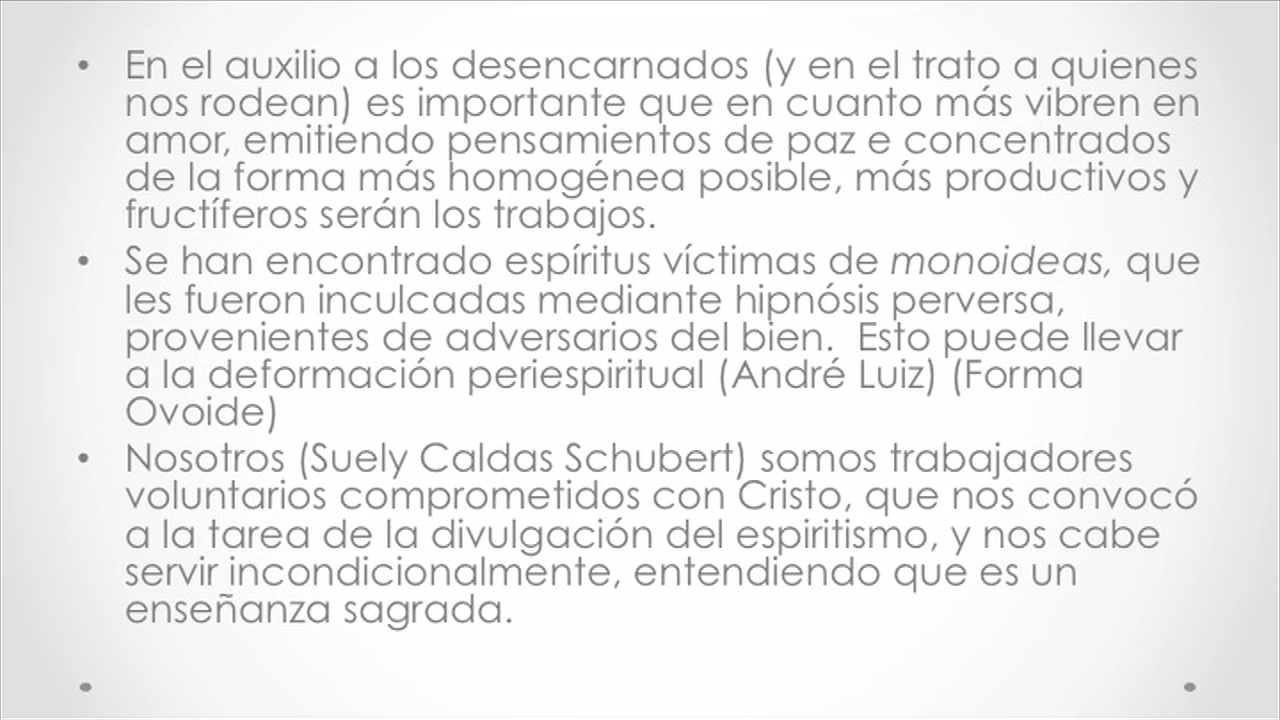 • En el auxilio a los desencarnados (y en el trato a quienes
nos rodean) es importante que en cuanto más vibren en
amor, emitiendo pensamientos de paz e concentrados
de la forma más homogénea posible, más productivos y
fructíferos serán los trabajos.
• Se han encontrado espíritus víctimas de monoideas, que
les fueron inculcadas mediante hipnósis perversa,
provenientes de adversarios del bien.  Esto puede llevar
a la deformación periespiritual (André Luiz) (Forma
Ovoide)
• Nosotros (Suely Caldas Schubert) somos trabajadores
voluntarios comprometidos con Cristo, que nos convocó
a la tarea de la divulgación del espiritismo, y nos cabe
servir incondicionalmente, entendiendo que es un
enseñanza sagrada.